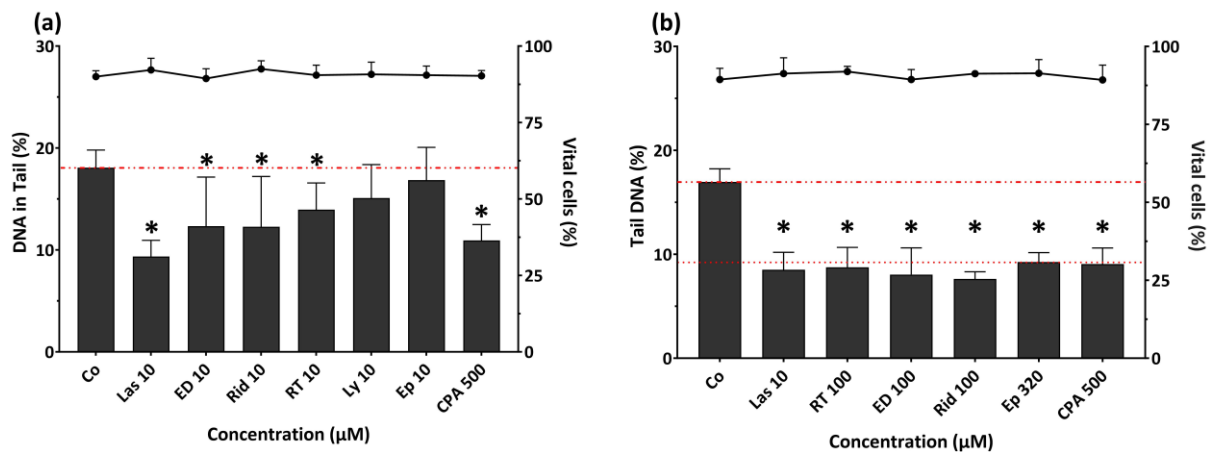 (a)
30
20
10
0
DNA in Tail (%)
100
75
50
25
0
Vital cells (%)
*
*
*
*
*
Co
Las 10
ED 10
Rid 10
RT 10
Ly 10
Ep 10
CPA 500
Concentration (µM)
(b)
30
20
10
0
Tail DNA (%)
100
75
50
25
0
Vital cells (%)
* * * * * *
Co
Las 10
RT 100
ED 100
Rid 100
Ep 320
CPA 500
Concentration (µM)